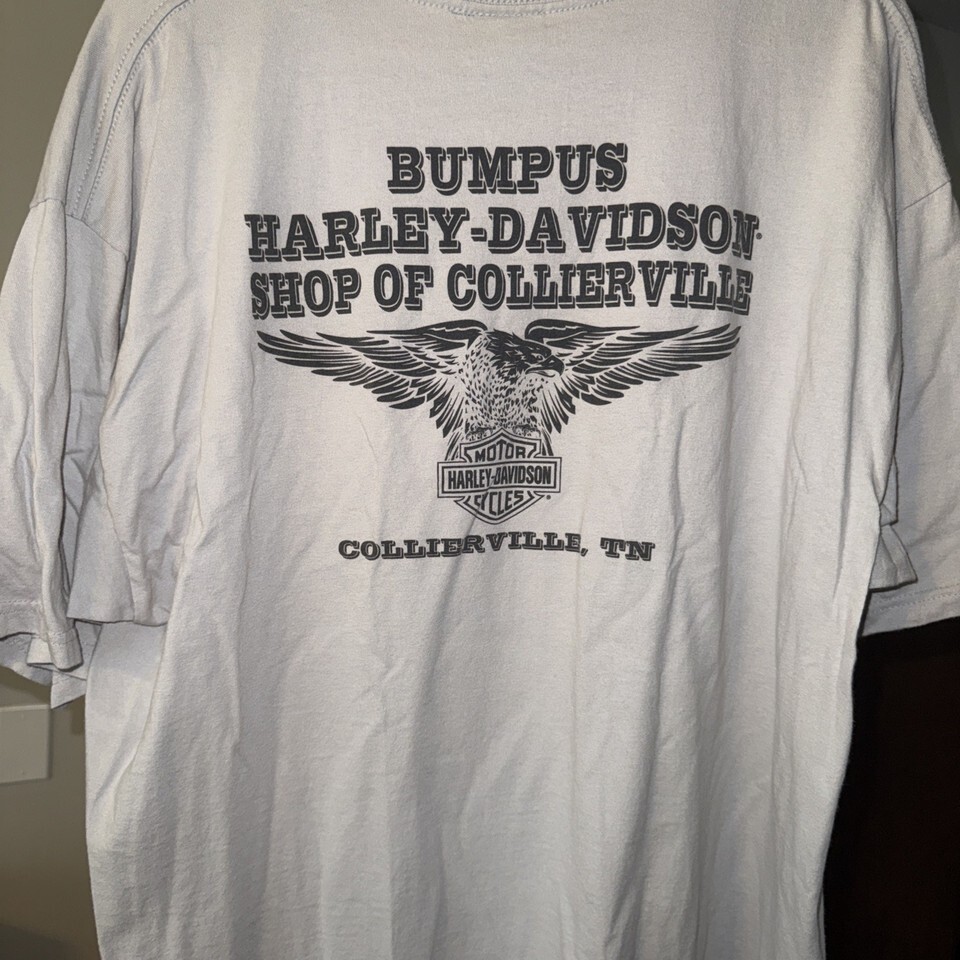 BUMPUS
HARLEY-DAVIDSON
SHOP OF COLLIERVILLE
MOTOR
HARLEY-DAVIDSON
CYCLES
®
COLLIERVILLE, TN